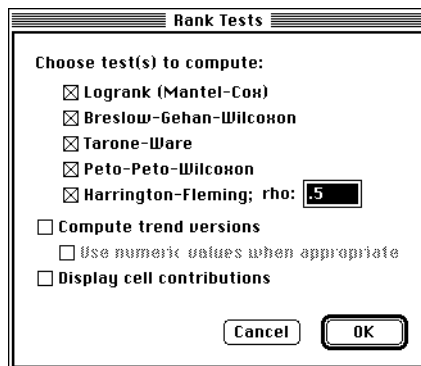 Rank Tests
Choose test(s) to compute:
Logrank (Mantel-Cox)
Breslow-Gehan-Wilcoxon
Tarone-Ware
Peto-Peto-Wilcoxon
Harrington-Fleming; rho: .5
Compute trend versions
Use numeric values when appropriate
Display cell contributions
Cancel OK